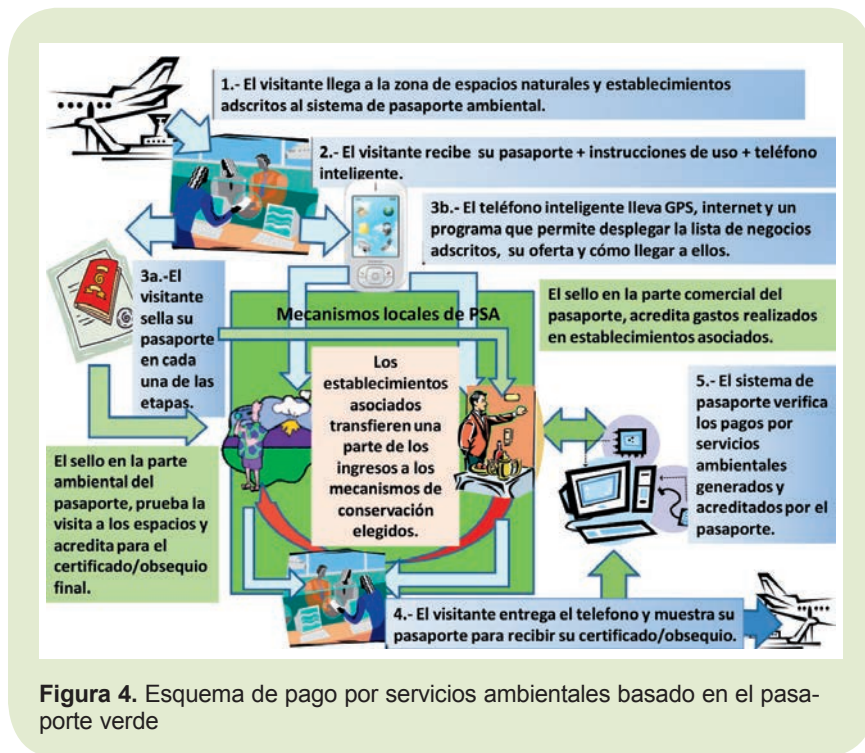 1.- El visitante llega a la zona de espacios naturales y establecimientos
adscritos al sistema de pasaporte ambiental.
2.- El visitante recibe su pasaporte + instrucciones de uso + teléfono
inteligente.
3b.- El teléfono inteligente lleva GPS, internet y un
programa que permite desplegar la lista de negocios
adscritos, su oferta y cómo llegar a ellos.
3a.-El
visitante
sella su
pasaporte
en cada
una de las
etapas.
Mecanismos locales de PSA
El sello en la parte comercial del
pasaporte, acredita gastos realizados
en establecimientos asociados.
Los
establecimientos
asociados
transfieren una
parte de los
ingresos a los
mecanismos de
conservación
elegidos.
5.- El sistema de
pasaporte verifica
los pagos por
servicios
ambientales
generados y
acreditados por el
pasaporte.
El sello en la parte
ambiental del
pasaporte, prueba la
visita a los espacios y
acredita para el
certificado/obsequio
final.
4.- El visitante entrega el telefono y muestra su
pasaporte para recibir su certificado/obsequio.
Figura 4. Esquema de pago por servicios ambientales basado en el pasa-
porte verde